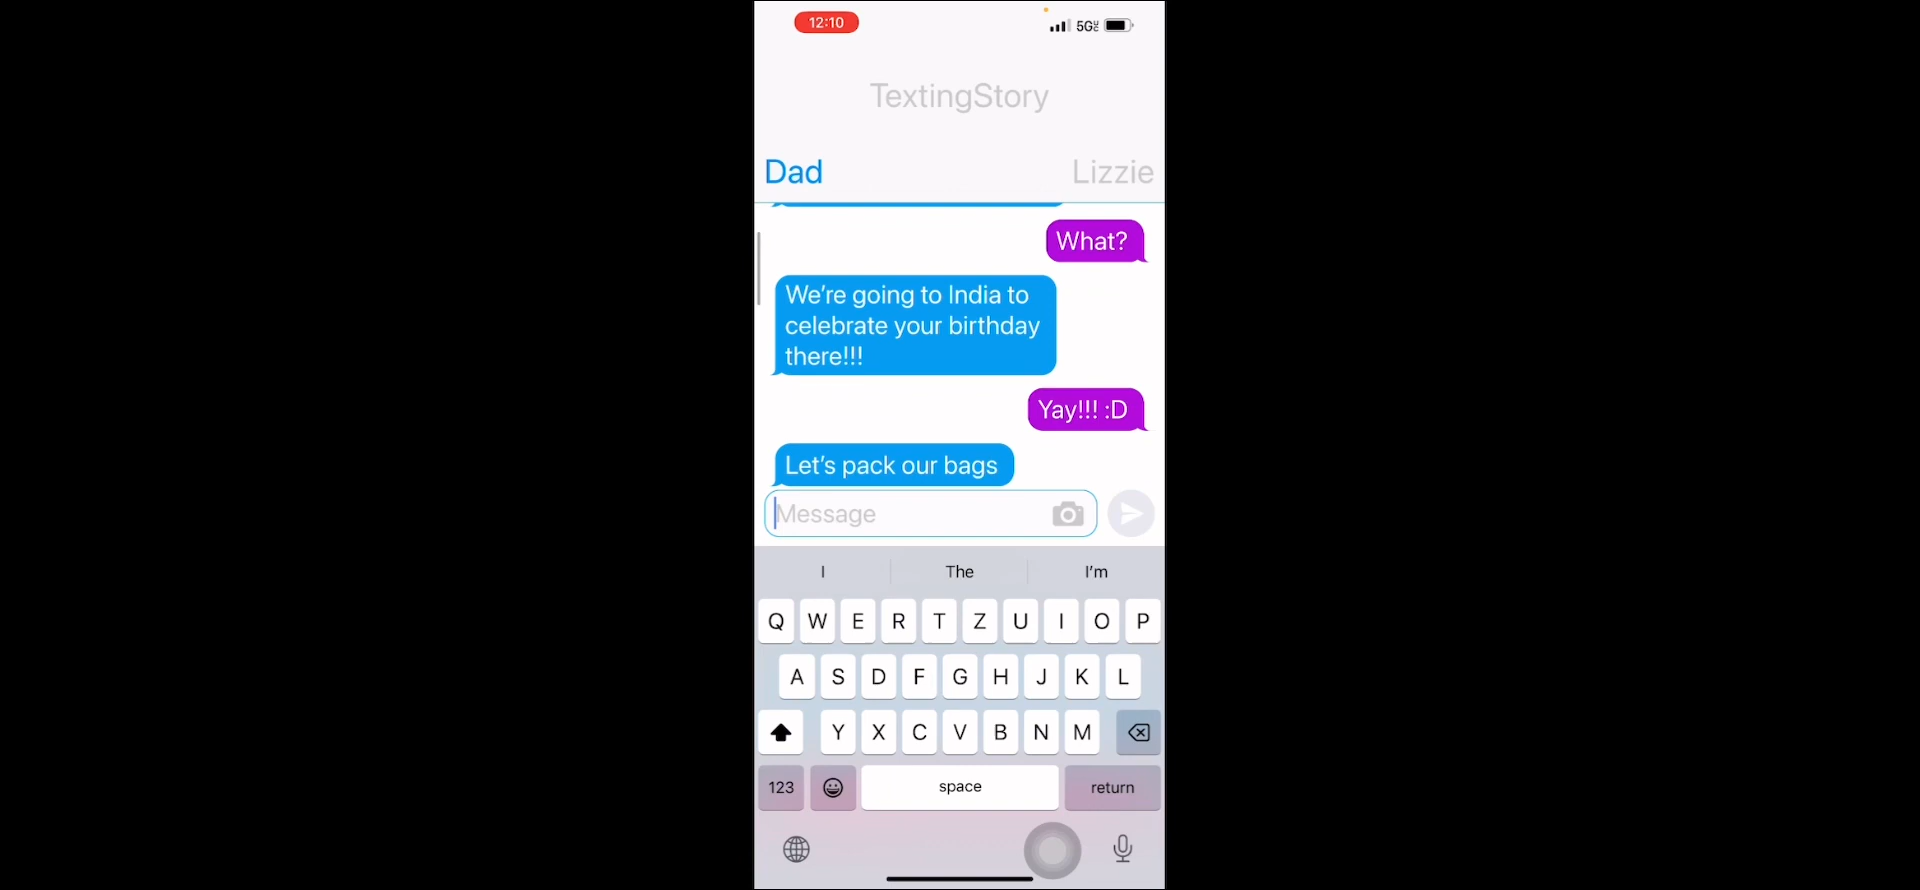 12:10
5G
TextingStory
Dad
Lizzie
What?
We're going to India to
celebrate your birthday
there!!!
Yay!!! :D
Let's pack our bags
Message
I
The
I'm
Q W E R T Z U I O P
A S D F G H J K L
Y X C V B N M
123
space
return